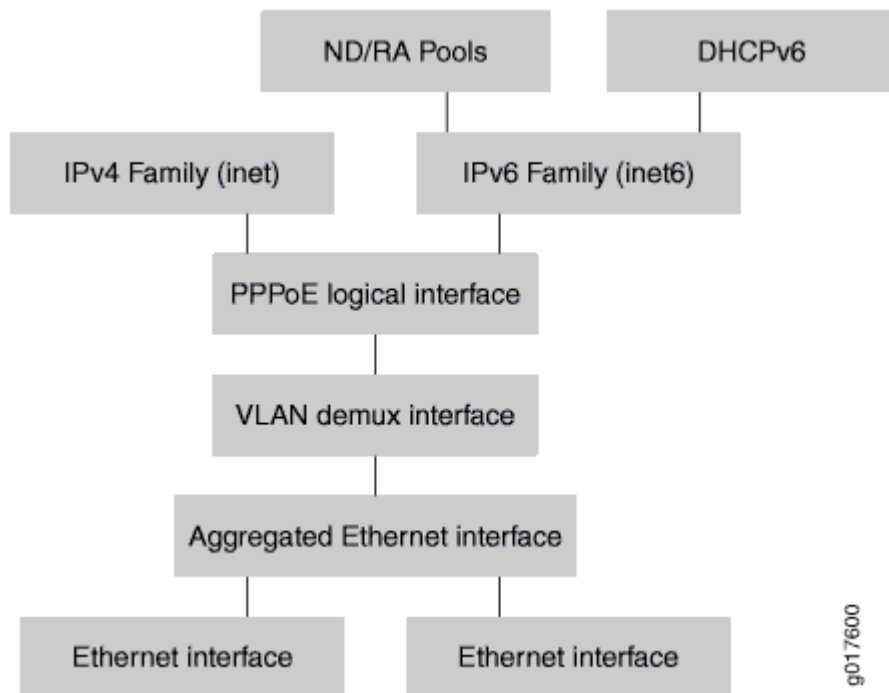 ND/RA Pools
DHCPv6
IPv4 Family (inet)
IPv6 Family (inet6)
PPPoE logical interface
VLAN demux interface
Aggregated Ethernet interface
Ethernet interface
Ethernet interface
g017600